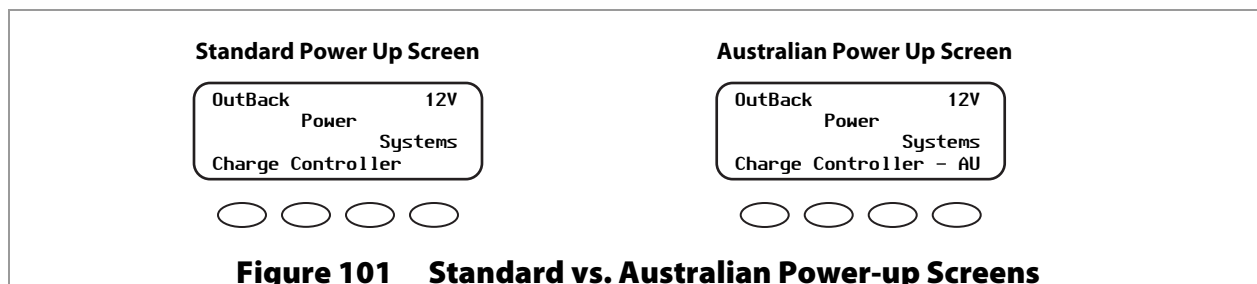 Standard Power Up Screen
OutBack 12V
Power
Systems
Charge Controller
Australian Power Up Screen
OutBack 12V
Power
Systems
Charge Controller - AU
Figure 101 Standard vs. Australian Power-up Screens